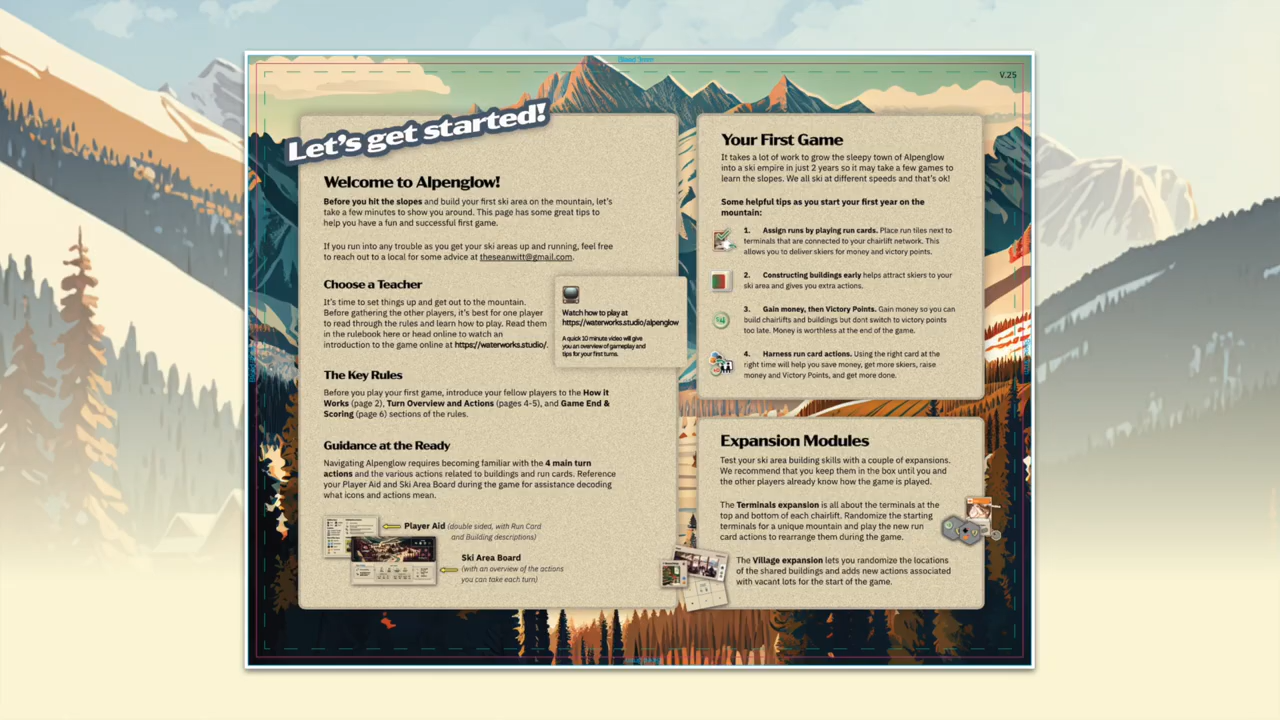 V.25
Let's get started!
Welcome to Alpenglow!
Before you hit the slopes and build your first ski area on the mountain, let's
take a few minutes to show you around. This page has some great tips to
help you have a fun and successful first game.
If you run into any trouble as you get your ski areas up and running, feel free
to reach out to a local for some advice at theseanwitt@gmail.com.
Choose a Teacher
It's time to set things up and get out to the mountain.
Before gathering the other players, it's best for one player
to read through the rules and learn how to play. Read them
in the rulebook here or head online to watch an
introduction to the game online at https://waterworks.studio/.
Watch how to play at
https://waterworks.studio/alpenglow
A quick 10 minute video will give
you an overview of gameplay and
tips for your first turns.
The Key Rules
Before you play your first game, introduce your fellow players to the How it
Works (page 2), Turn Overview and Actions (pages 4-5), and Game End &
Scoring (page 6) sections of the rules.
Guidance at the Ready
Navigating Alpenglow requires becoming familiar with the 4 main turn
actions and the various actions related to buildings and run cards. Reference
your Player Aid and Ski Area Board during the game for assistance decoding
what icons and actions mean.
Player Aid (double sided, with Run Card
and Building descriptions)
Ski Area Board
(with an overview of the actions
you can take each turn)
Your First Game
It takes a lot of work to grow the sleepy town of Alpenglow
into a ski empire in just 2 years so it may take a few games to
learn the slopes. We all ski at different speeds and that's ok!
Some helpful tips as you start your first year on the
mountain:
1. Assign runs by playing run cards. Place run tiles next to
terminals that are connected to your chairlift network. This
allows you to deliver skiers for money and victory points.
2. Constructing buildings early helps attract skiers to your
ski area and gives you extra actions.
3. Gain money, then Victory Points. Gain money so you can
build chairlifts and buildings but dont switch to victory points
too late. Money is worthless at the end of the game.
4. Harness run card actions. Using the right card at the
right time will help you save money, get more skiers, raise
money and Victory Points, and get more done.
Expansion Modules
Test your ski area building skills with a couple of expansions.
We recommend that you keep them in the box until you and
the other players already know how the game is played.
The Terminals expansion is all about the terminals at the
top and bottom of each chairlift. Randomize the starting
terminals for a unique mountain and play the new run
card actions to rearrange them during the game.
The Village expansion lets you randomize the locations
of the shared buildings and adds new actions associated
with vacant lots for the start of the game.